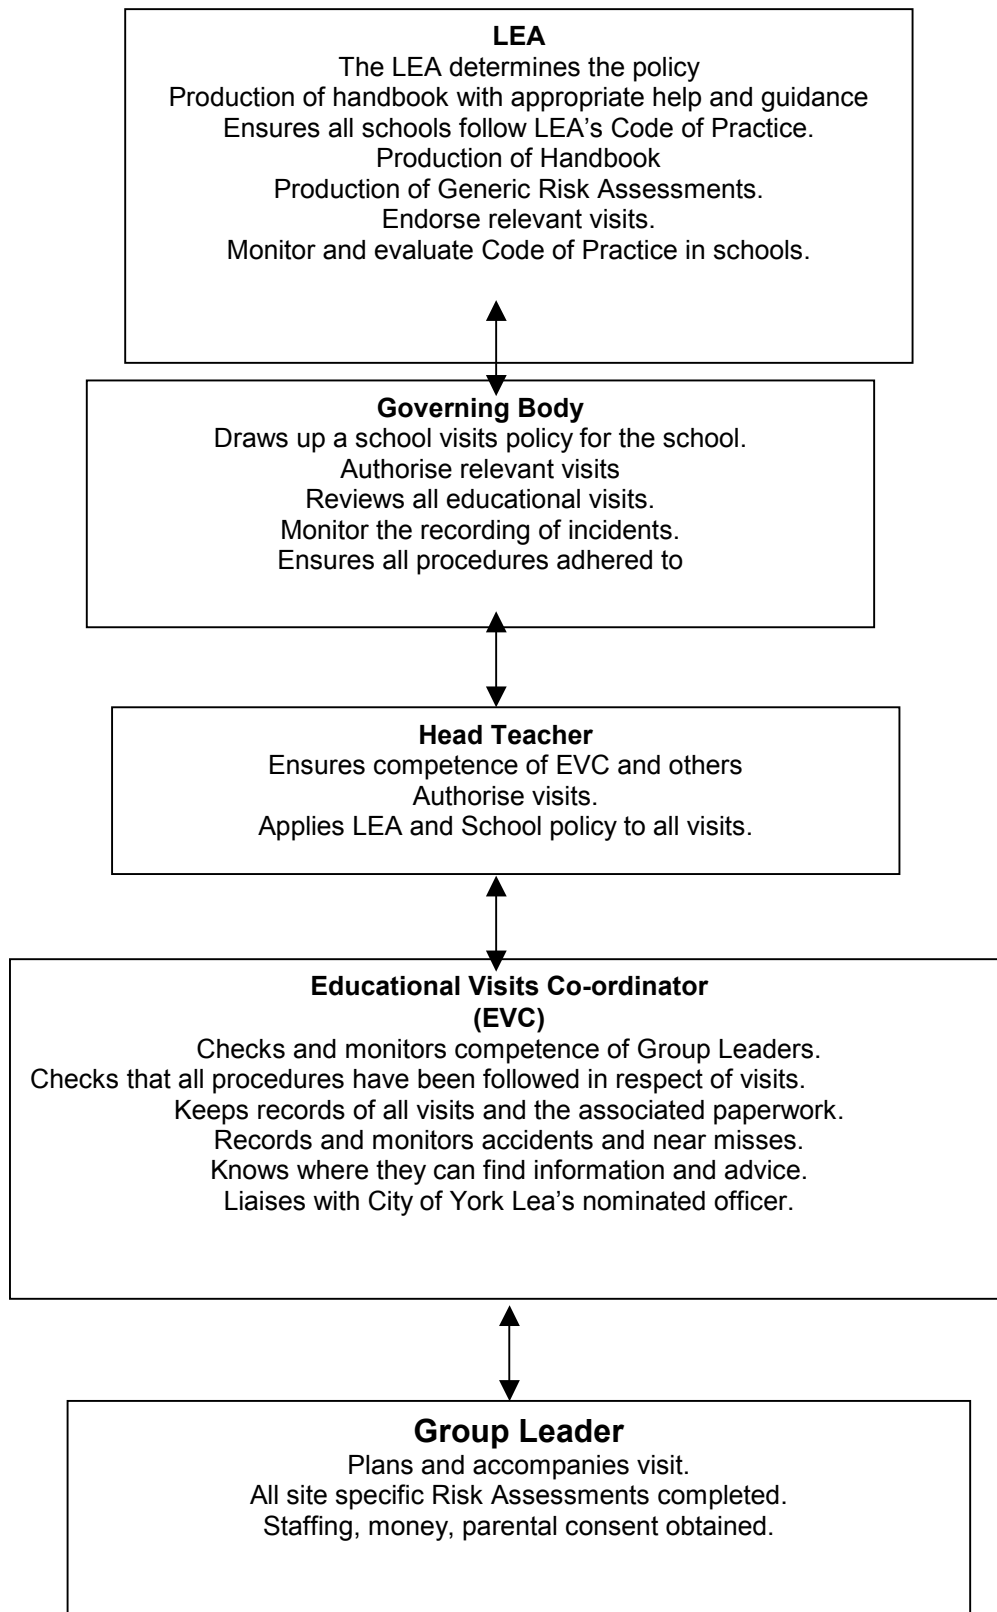 LEA
The LEA determines the policy
Production of handbook with appropriate help and guidance
Ensures all schools follow LEA’s Code of Practice.
Production of Handbook
Production of Generic Risk Assessments.
Endorse relevant visits.
Monitor and evaluate Code of Practice in schools.
Governing Body
Draws up a school visits policy for the school.
Authorise relevant visits
Reviews all educational visits.
Monitor the recording of incidents.
Ensures all procedures adhered to
Head Teacher
Ensures competence of EVC and others
Authorise visits.
Applies LEA and School policy to all visits.
Educational Visits Co-ordinator
(EVC)
Checks and monitors competence of Group Leaders.
Checks that all procedures have been followed in respect of visits.
Keeps records of all visits and the associated paperwork.
Records and monitors accidents and near misses.
Knows where they can find information and advice.
Liaises with City of York Lea’s nominated officer.
Group Leader
Plans and accompanies visit.
All site specific Risk Assessments completed.
Staffing, money, parental consent obtained.